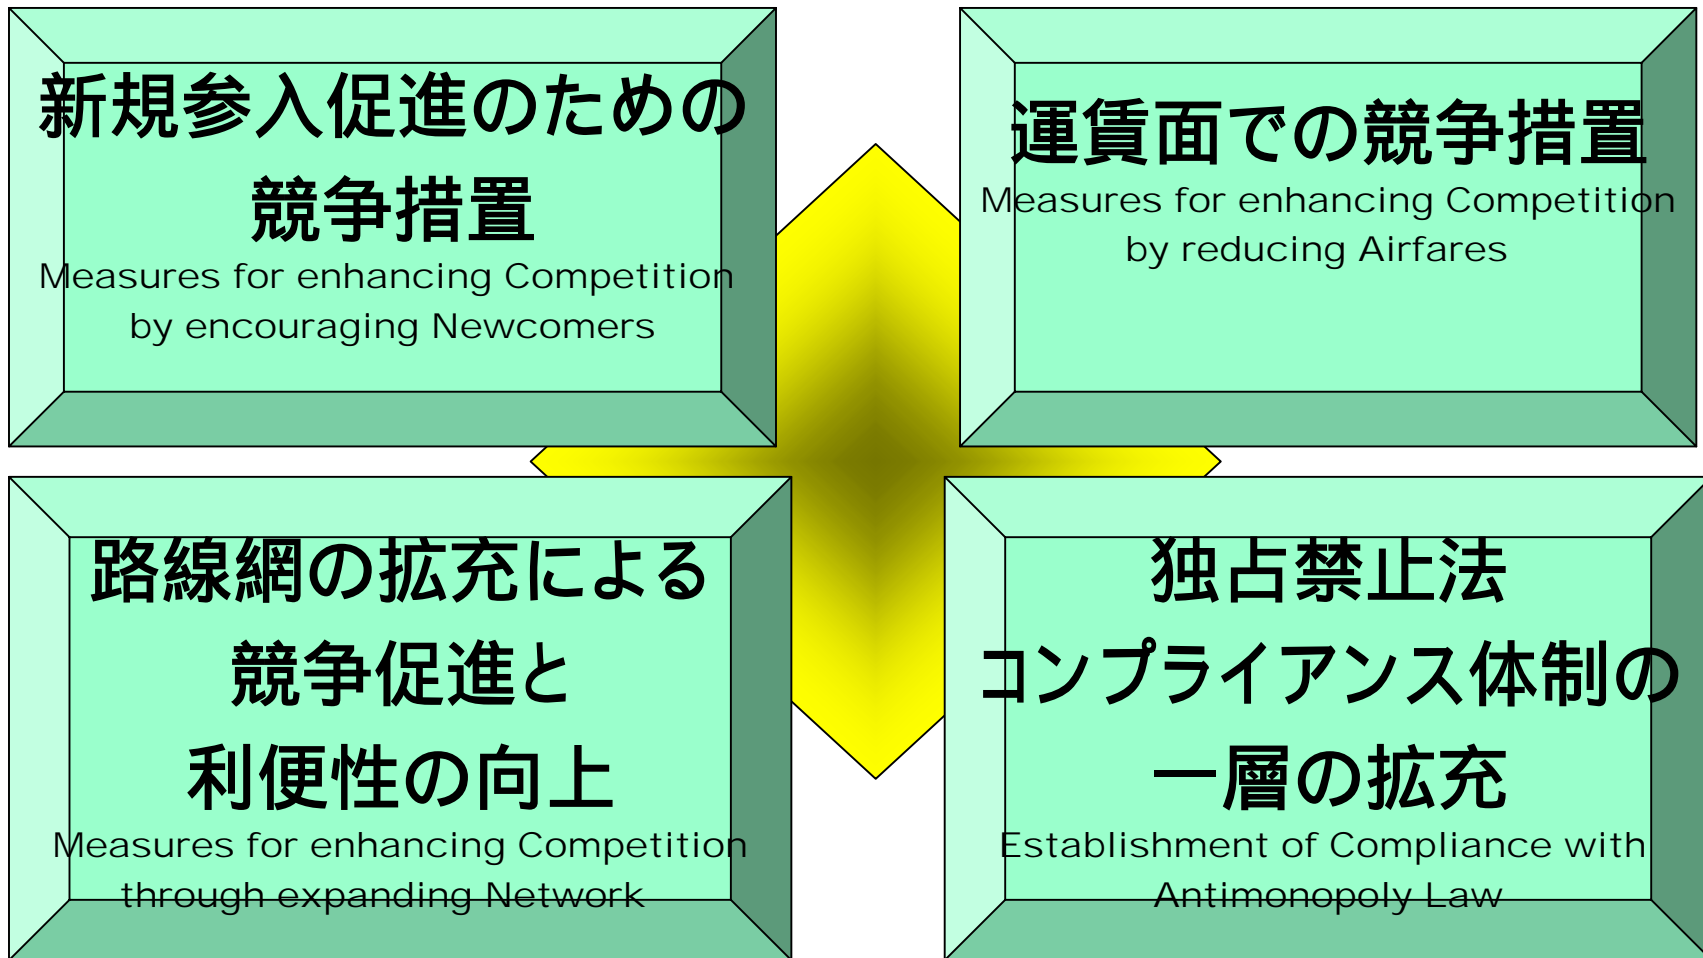 新規参入促進のための
競争措置
Measures for enhancing Competition
by encouraging Newcomers
運賃面での競争措置
Measures for enhancing Competition
by reducing Airfares
路線網の拡充による
競争促進と
利便性の向上
Measures for enhancing Competition
through expanding Network
独占禁止法
コンプライアンス体制の
一層の拡充
Establishment of Compliance with
Antimonopoly Law